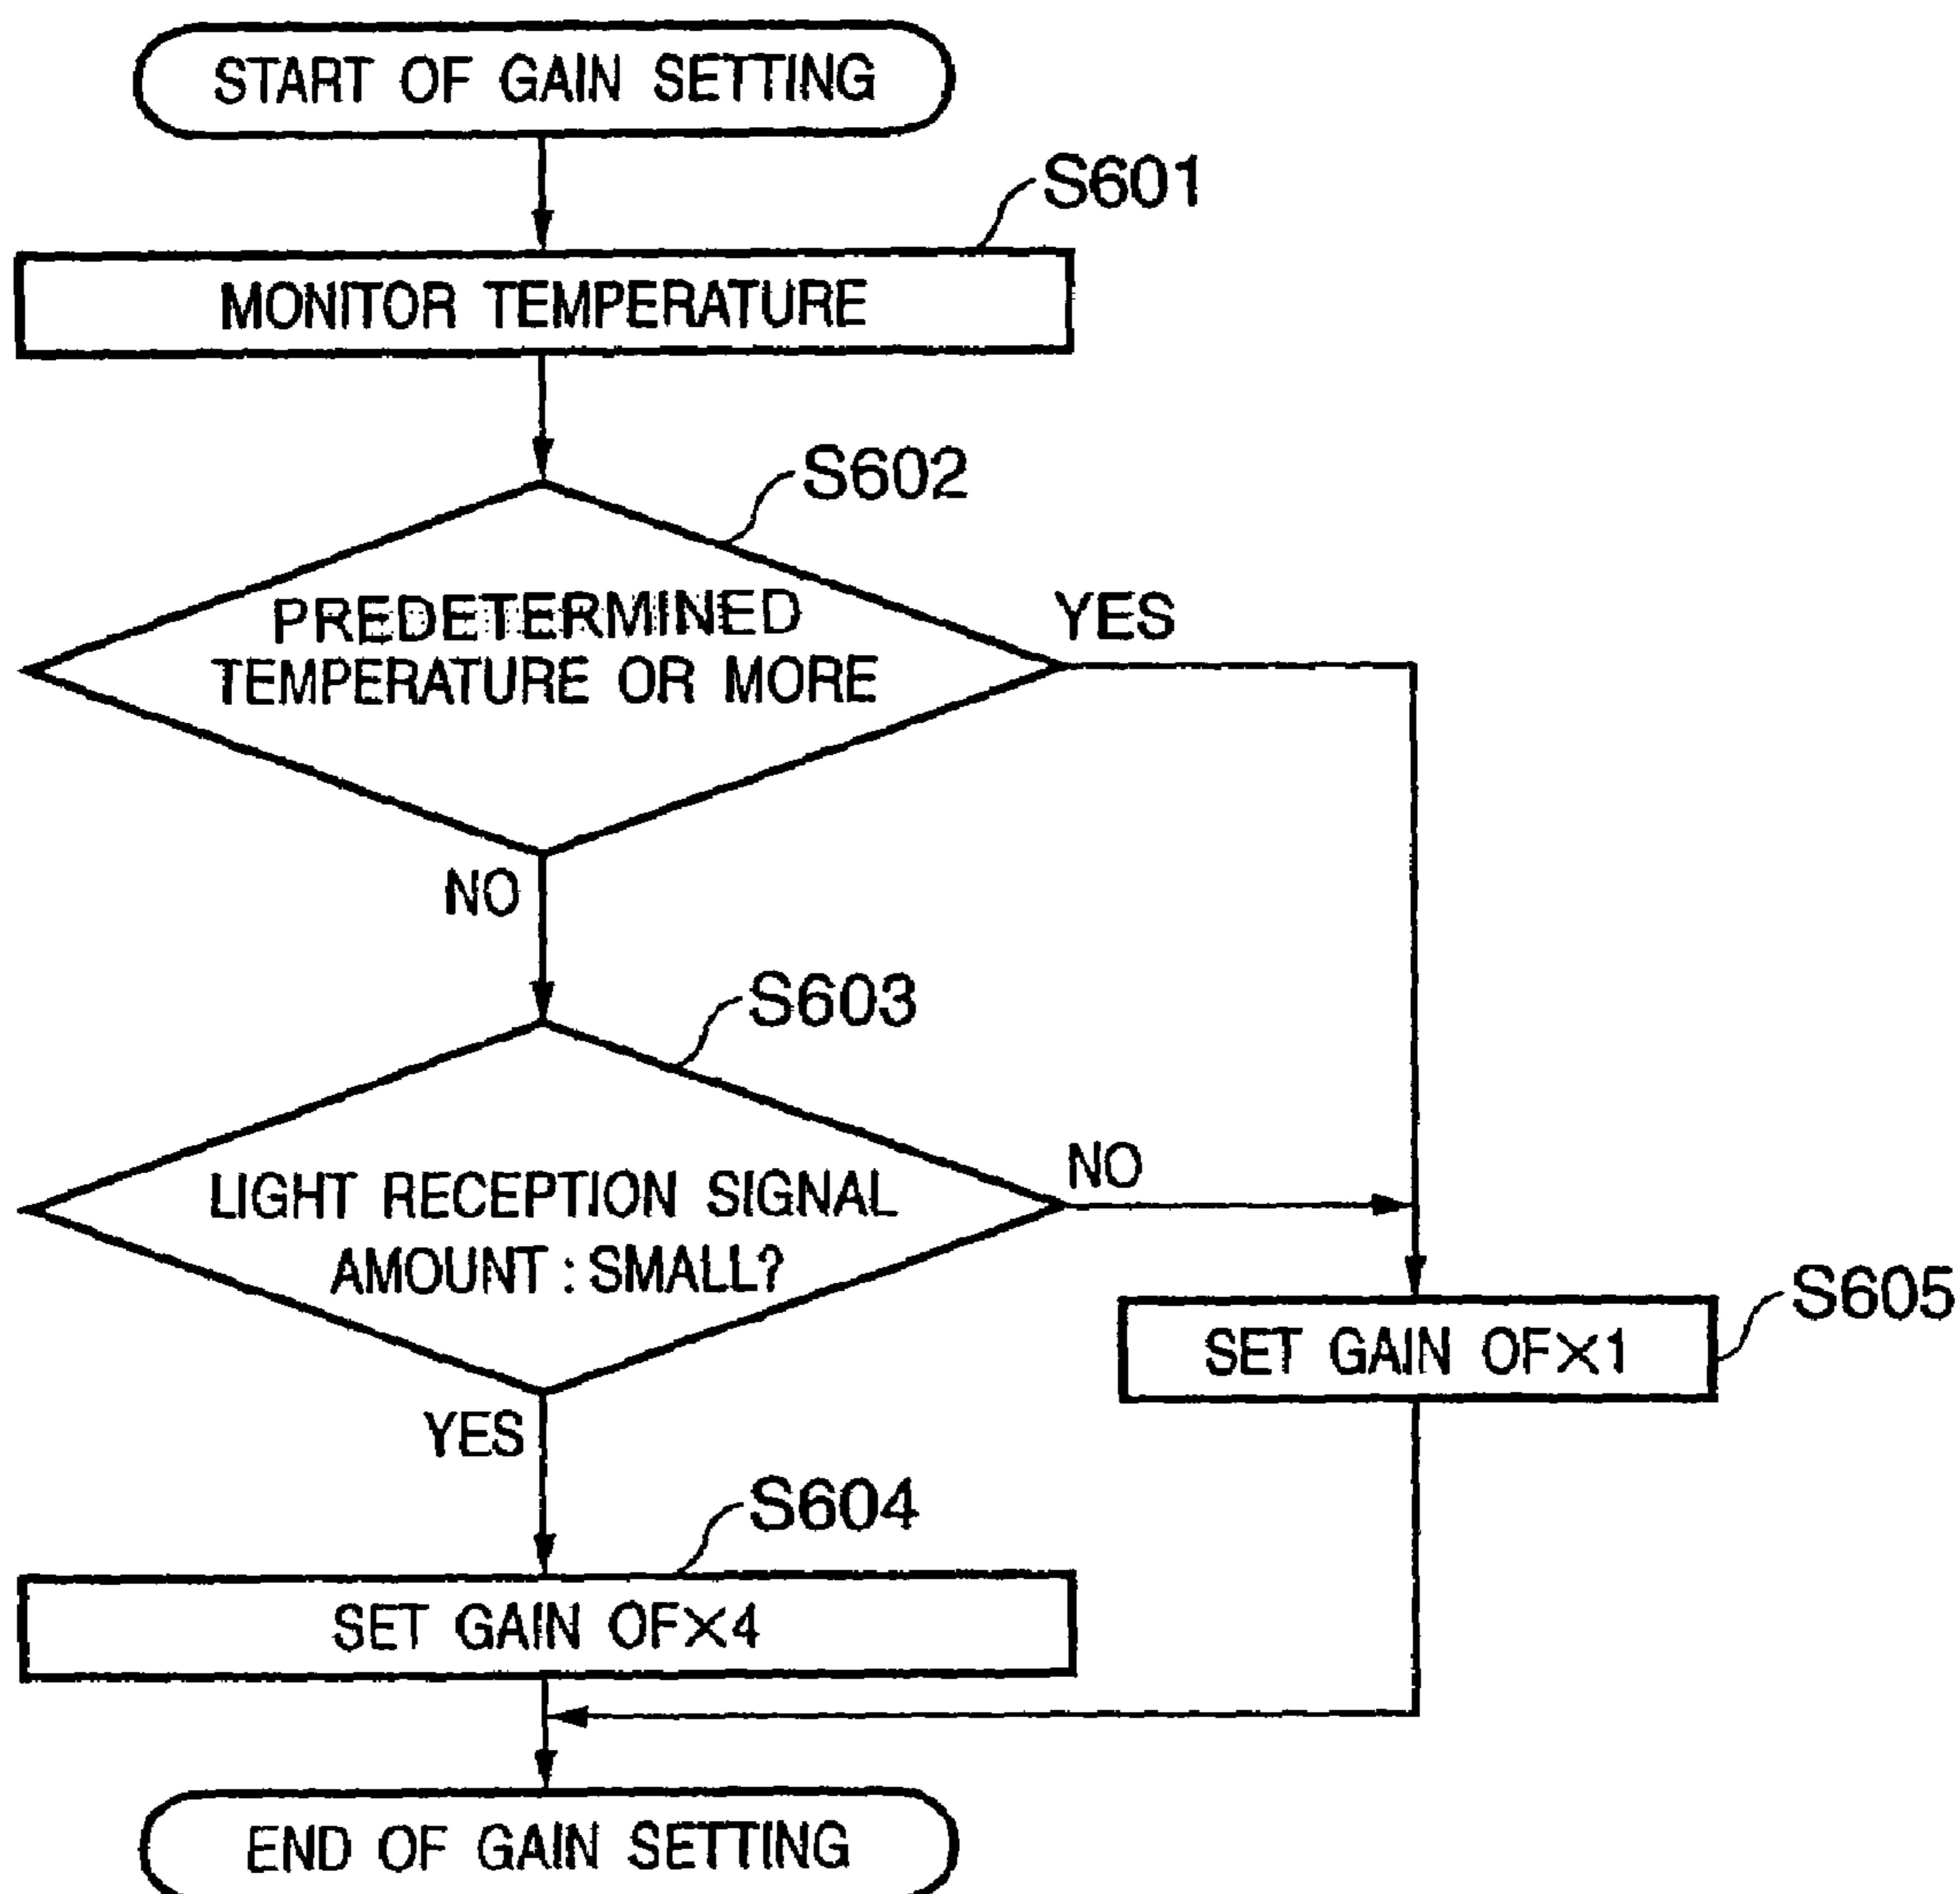 START OF GAIN SETTING
S601
MONITOR TEMPERATURE
S602
PREDETERMINED
TEMPERATURE OR MORE
YES
NO
S603
LIGHT RECEPTION SIGNAL
AMOUNT : SMALL?
NO
YES
S605
SET GAIN OF×1
S604
SET GAIN OF×4
END OF GAIN SETTING